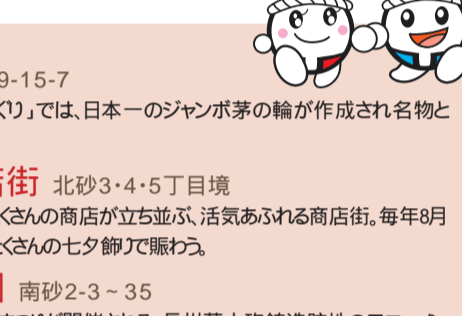 9-15-7
ぐり」では、日本一のジャンボ茅の輪が作成され名物と
店街 北砂3・4・5丁目境
くさんの商店が立ち並ぶ、活気あふれる商店街。毎年8月
たくさんの七夕飾りで賑わう。
南砂2-3～35